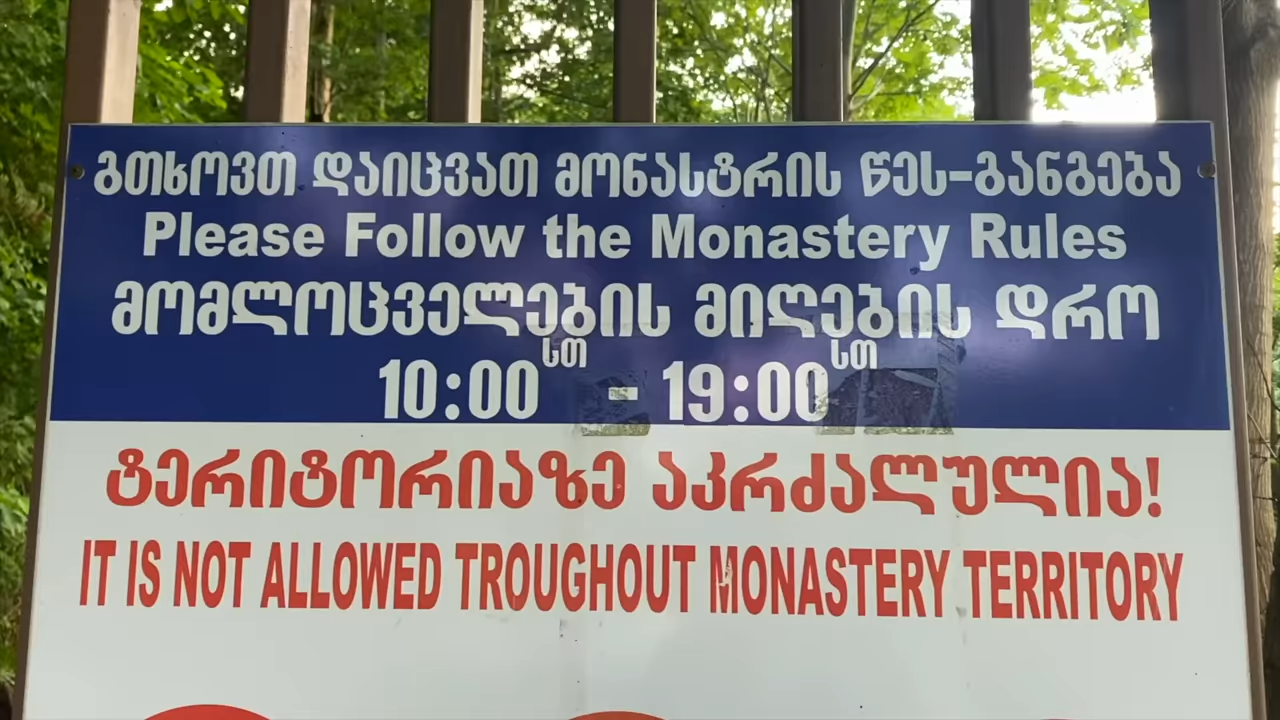 გთხოვთ დაიცვათ მონასტრის წეს-განგება
Please Follow the Monastery Rules
მომლოცველების მიღების დრო
10:00სთ - 19:00სთ
ტერიტორიაზე აკრძალულია!
IT IS NOT ALLOWED TROUGHOUT MONASTERY TERRITORY